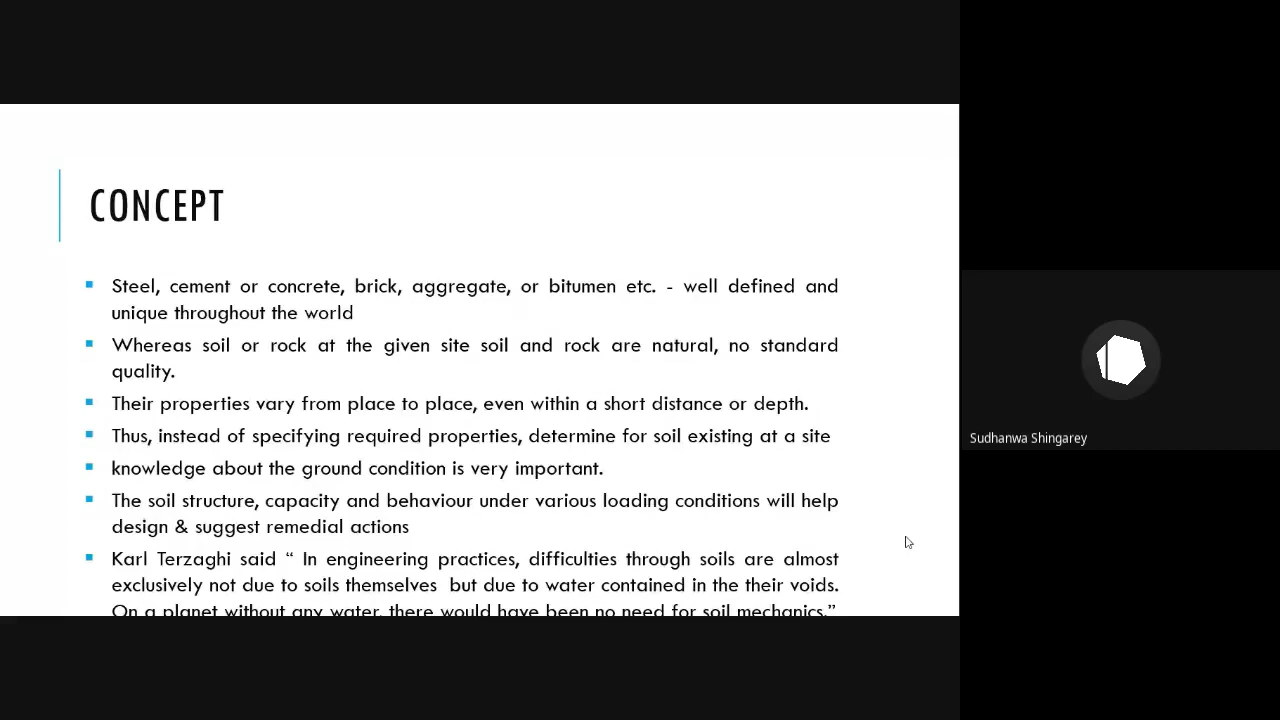 CONCEPT
Steel, cement or concrete, brick, aggregate, or bitumen etc. - well defined and
unique throughout the world
Whereas soil or rock at the given site soil and rock are natural, no standard
quality.
Their properties vary from place to place, even within a short distance or depth.
Thus, instead of specifying required properties, determine for soil existing at a site
knowledge about the ground condition is very important.
The soil structure, capacity and behaviour under various loading conditions will help
design & suggest remedial actions
Karl Terzaghi said “ In engineering practices, difficulties through soils are almost
exclusively not due to soils themselves but due to water contained in the their voids.
On a planet without any water, there would have been no need for soil mechanics.”
Sudhanwa Shingarey